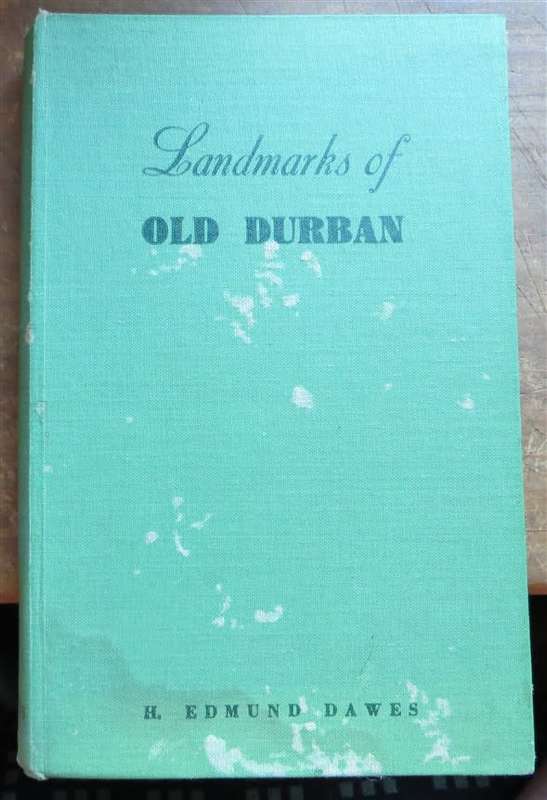 Landmarks of
OLD DURBAN
H. EDMUND DAWES